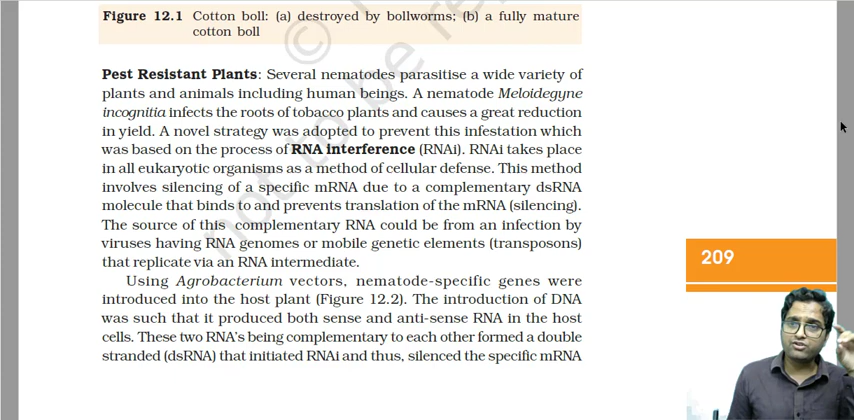 Figure 12.1 Cotton boll: (a) destroyed by bollworms; (b) a fully mature
cotton boll
Pest Resistant Plants: Several nematodes parasitise a wide variety of
plants and animals including human beings. A nematode Meloidegyne
incognitia infects the roots of tobacco plants and causes a great reduction
in yield. A novel strategy was adopted to prevent this infestation which
was based on the process of RNA interference (RNAi). RNAi takes place
in all eukaryotic organisms as a method of cellular defense. This method
involves silencing of a specific mRNA due to a complementary dsRNA
molecule that binds to and prevents translation of the mRNA (silencing).
The source of this complementary RNA could be from an infection by
viruses having RNA genomes or mobile genetic elements (transposons)
that replicate via an RNA intermediate.
Using Agrobacterium vectors, nematode-specific genes were
introduced into the host plant (Figure 12.2). The introduction of DNA
was such that it produced both sense and anti-sense RNA in the host
cells. These two RNA's being complementary to each other formed a double
stranded (dsRNA) that initiated RNAi and thus, silenced the specific mRNA
209
© not to be re